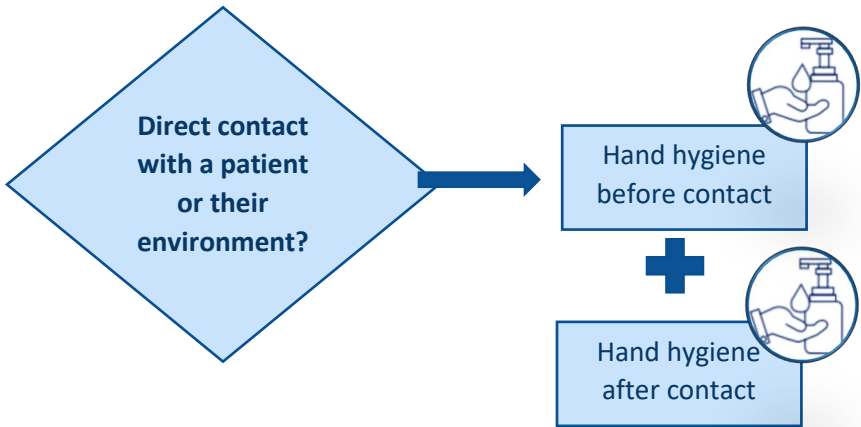 Direct contact
with a patient
or their
environment?
Hand hygiene
before contact
Hand hygiene
after contact